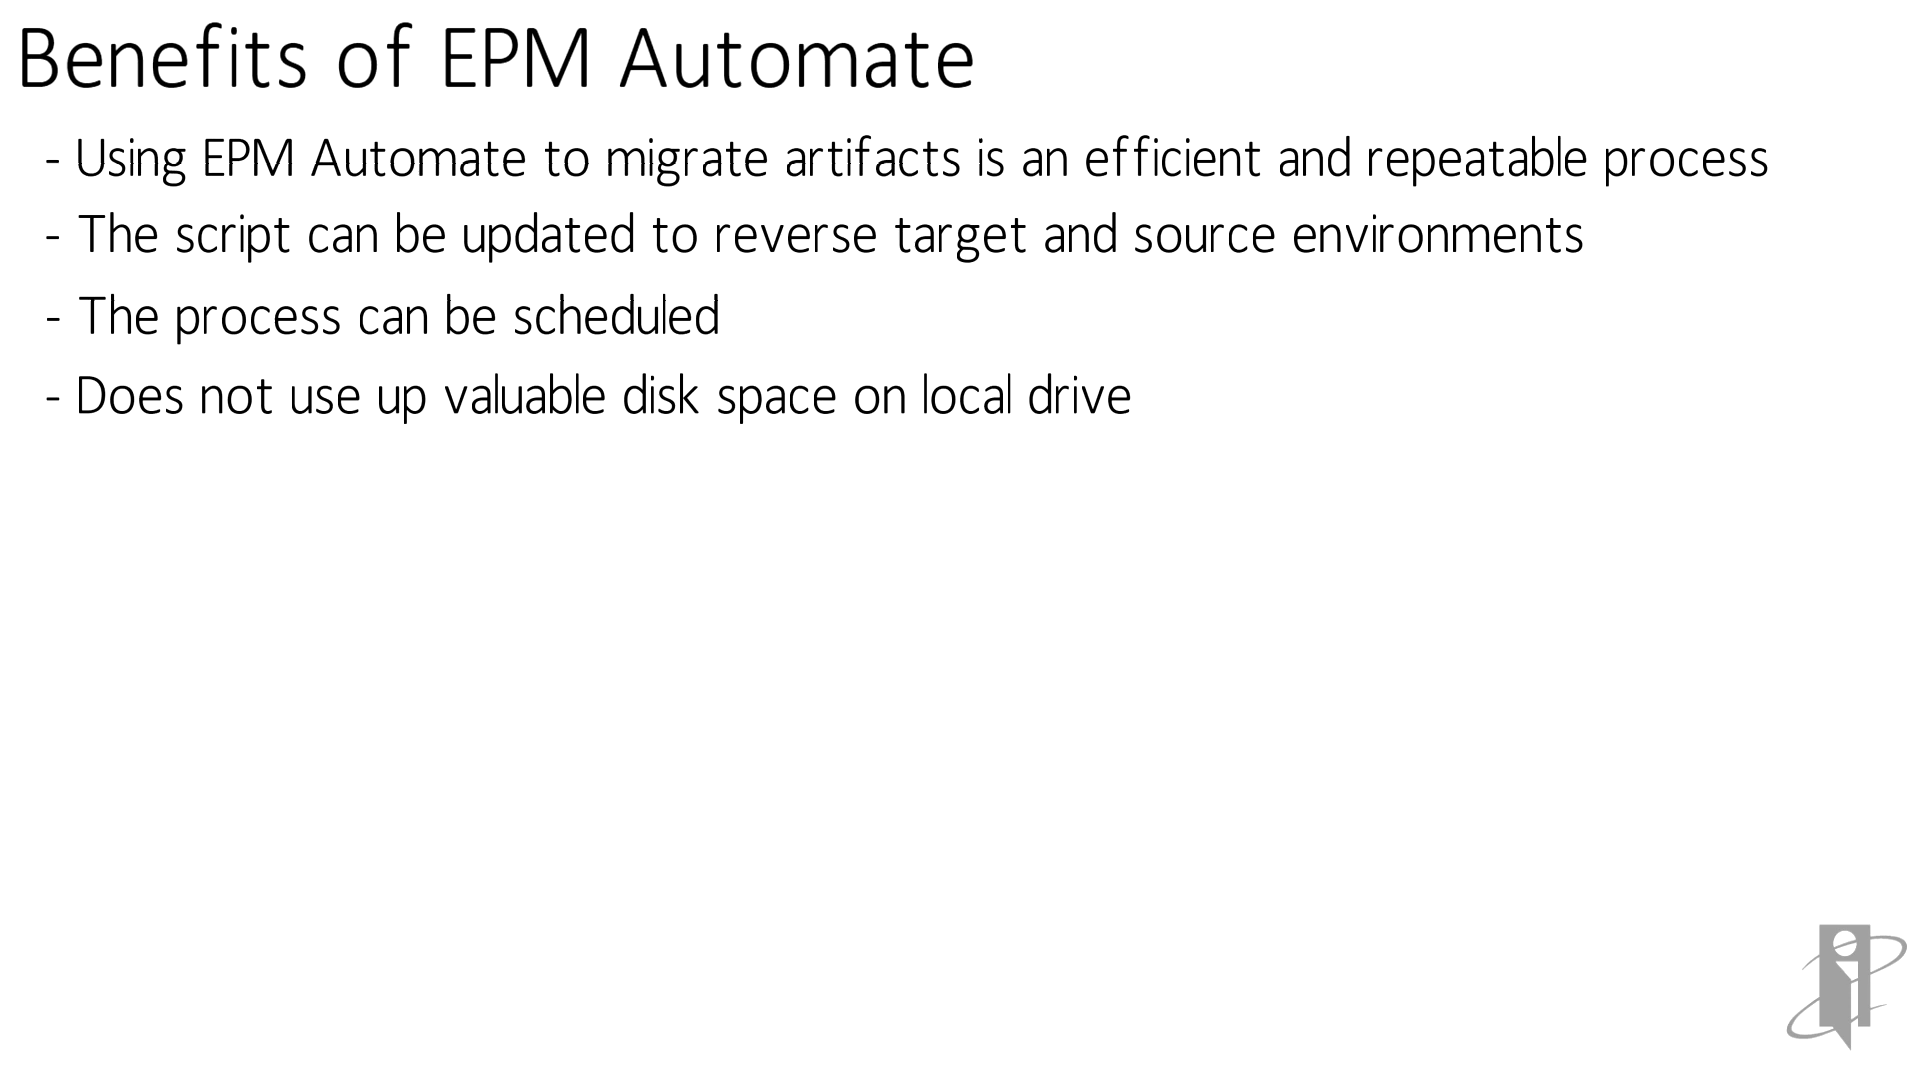 Benefits of EPM Automate
- Using EPM Automate to migrate artifacts is an efficient and repeatable process
- The script can be updated to reverse target and source environments
- The process can be scheduled
- Does not use up valuable disk space on local drive